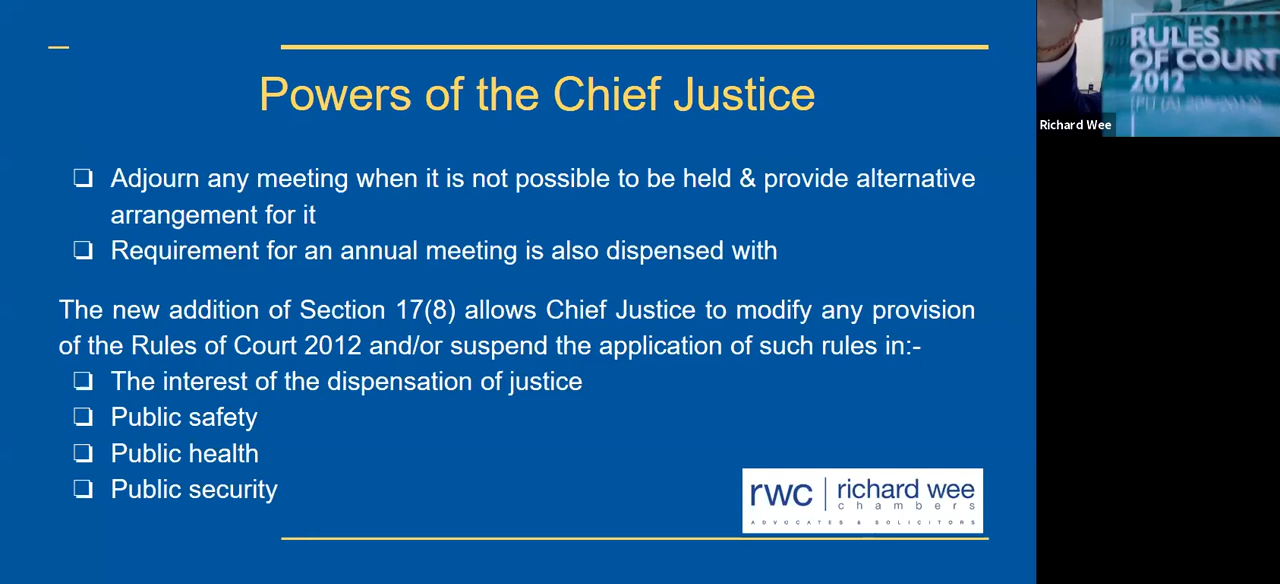 Powers of the Chief Justice
❑ Adjourn any meeting when it is not possible to be held & provide alternative
arrangement for it
❑ Requirement for an annual meeting is also dispensed with
The new addition of Section 17(8) allows Chief Justice to modify any provision
of the Rules of Court 2012 and/or suspend the application of such rules in:-
❑ The interest of the dispensation of justice
❑ Public safety
❑ Public health
❑ Public security
rwc | richard wee
chambers
ADVOCATES & SOLICITORS
RULES
OF COURT
2012
Richard Wee